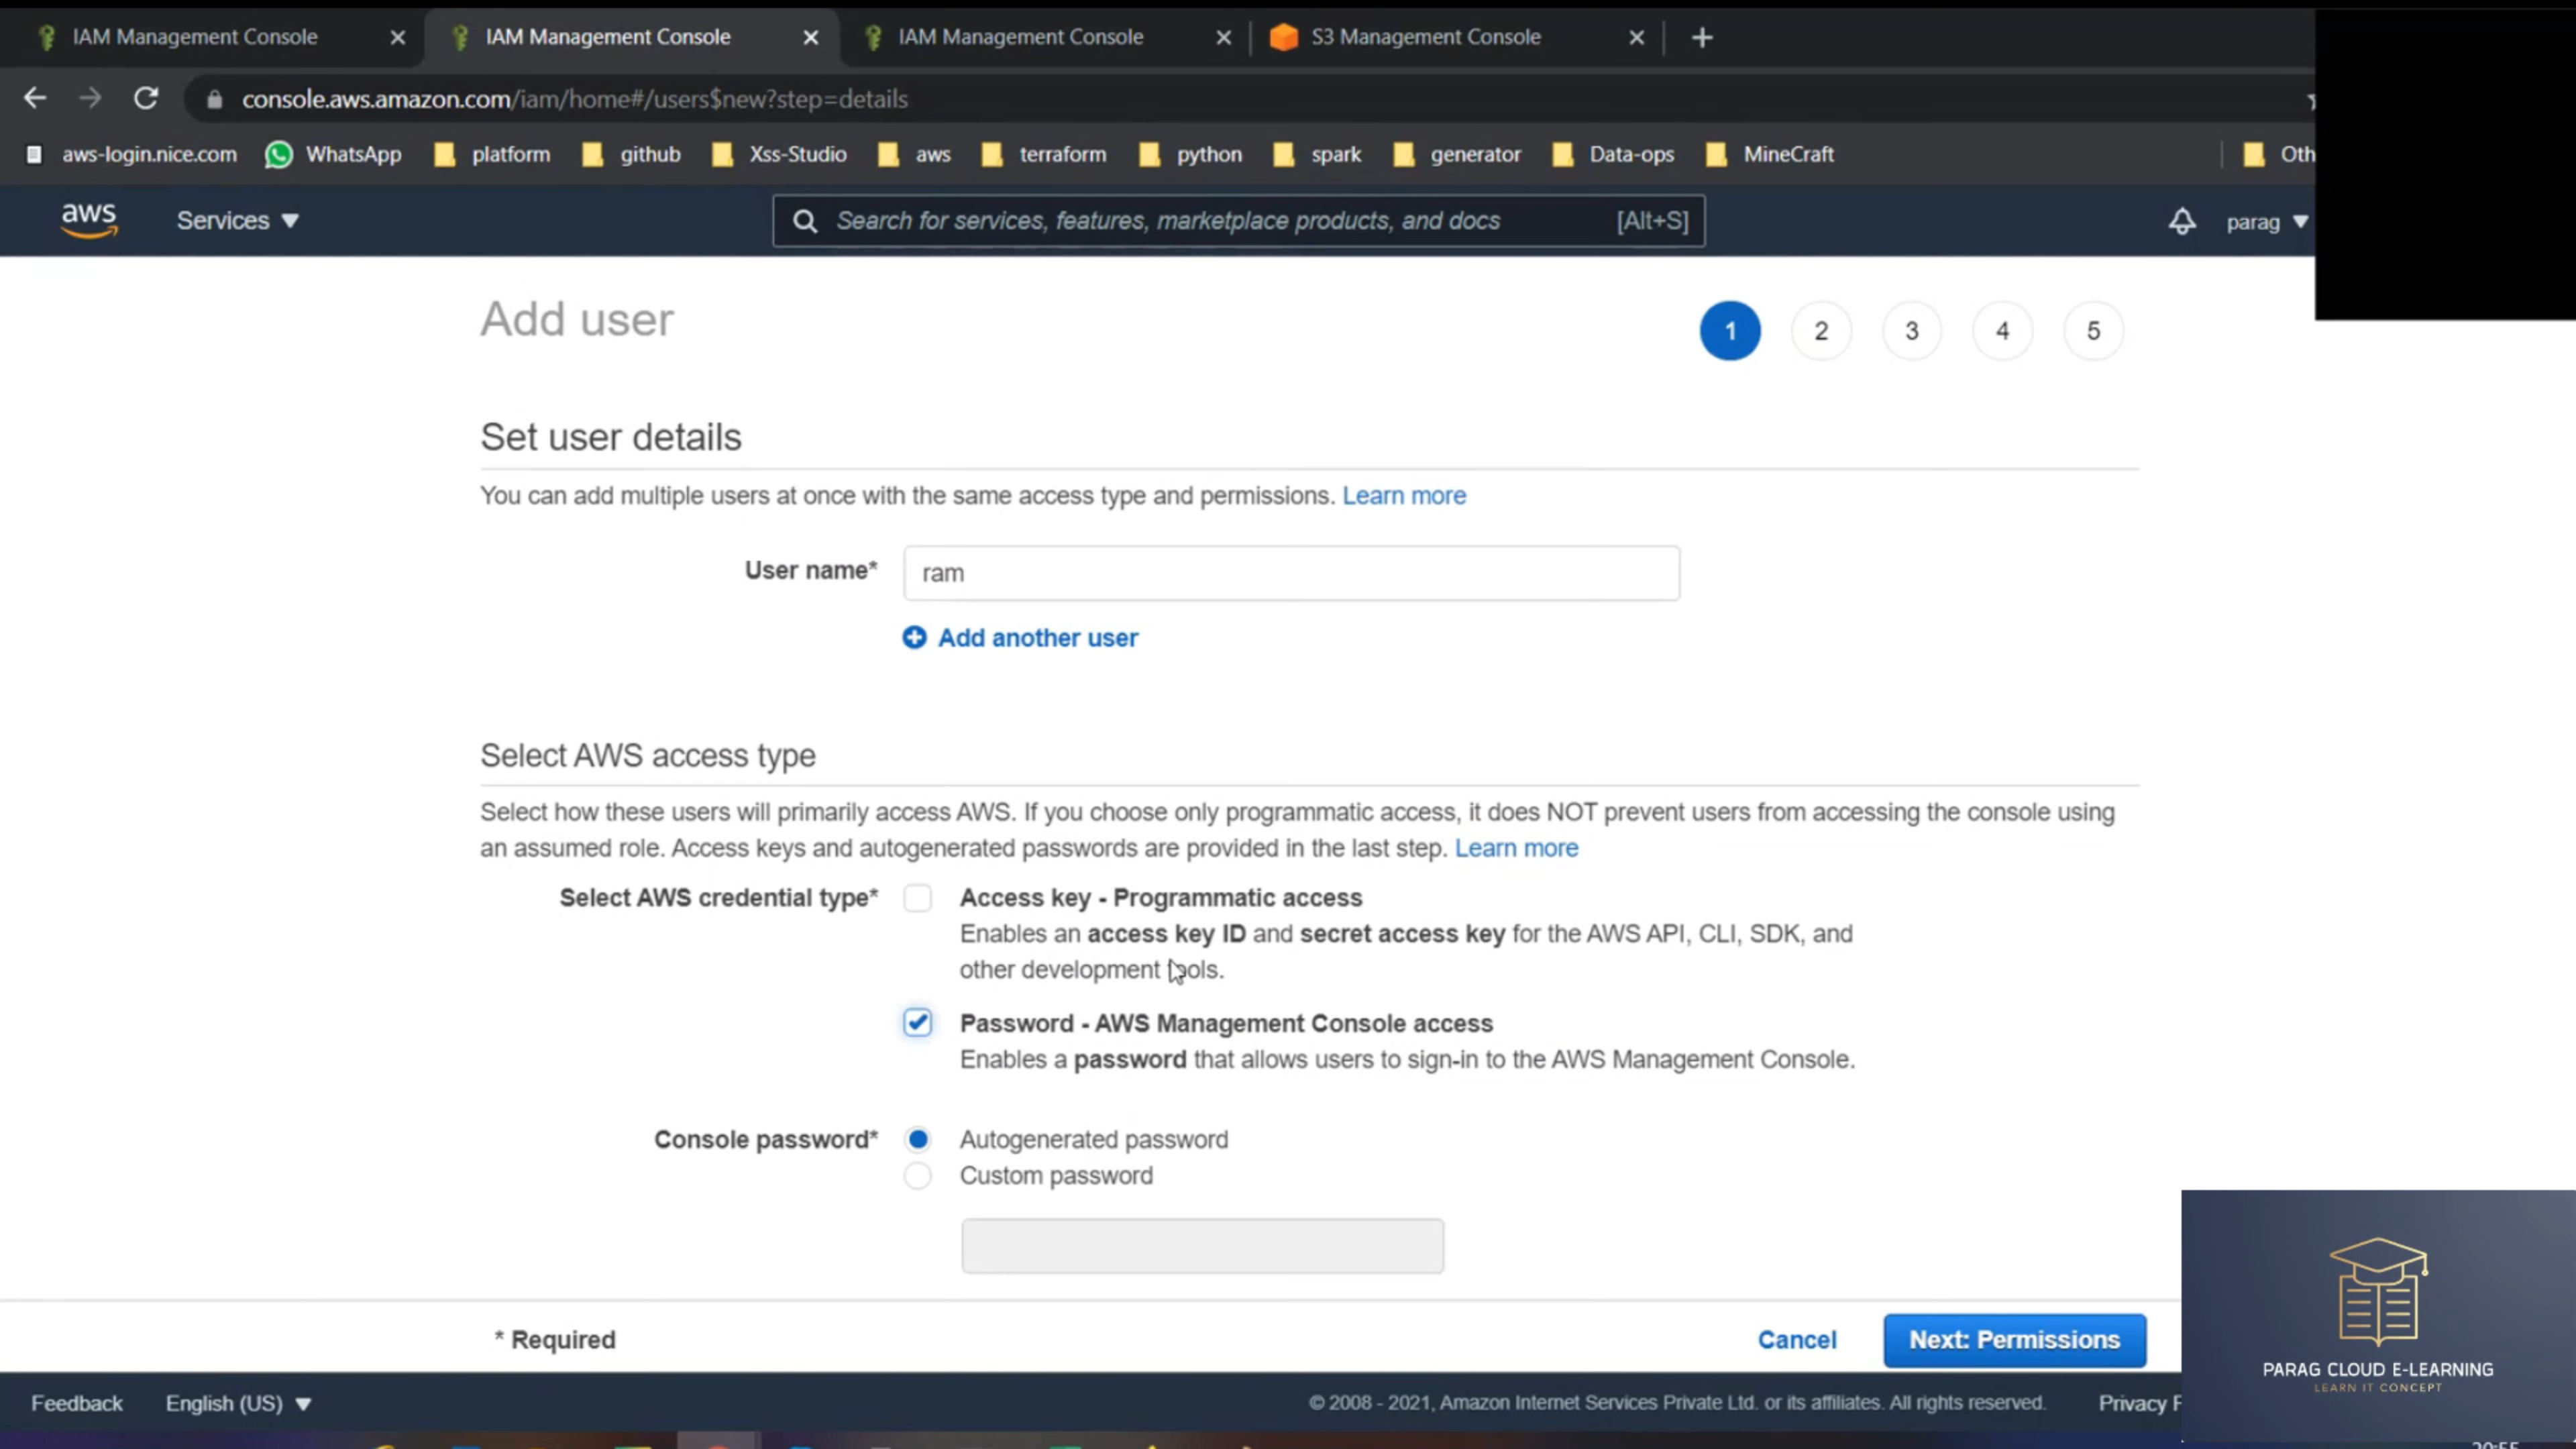 IAM Management Console
IAM Management Console
IAM Management Console
S3 Management Console
console.aws.amazon.com/iam/home#/users$new?step=details
aws-login.nice.com
WhatsApp
platform
github
Xss-Studio
aws
terraform
python
spark
generator
Data-ops
MineCraft
Oth
aws
Services
Search for services, features, marketplace products, and docs
[Alt+S]
parag
Add user
1
2
3
4
5
Set user details
You can add multiple users at once with the same access type and permissions. Learn more
User name*
ram
Add another user
Select AWS access type
Select how these users will primarily access AWS. If you choose only programmatic access, it does NOT prevent users from accessing the console using
an assumed role. Access keys and autogenerated passwords are provided in the last step. Learn more
Select AWS credential type*
Access key - Programmatic access
Enables an access key ID and secret access key for the AWS API, CLI, SDK, and
other development tools.
Password - AWS Management Console access
Enables a password that allows users to sign-in to the AWS Management Console.
Console password*
Autogenerated password
Custom password
* Required
Cancel
Next: Permissions
Feedback
English (US)
© 2008 - 2021, Amazon Internet Services Private Ltd. or its affiliates. All rights reserved.
Privacy
PARAG CLOUD E-LEARNING
LEARN IT CONCEPT